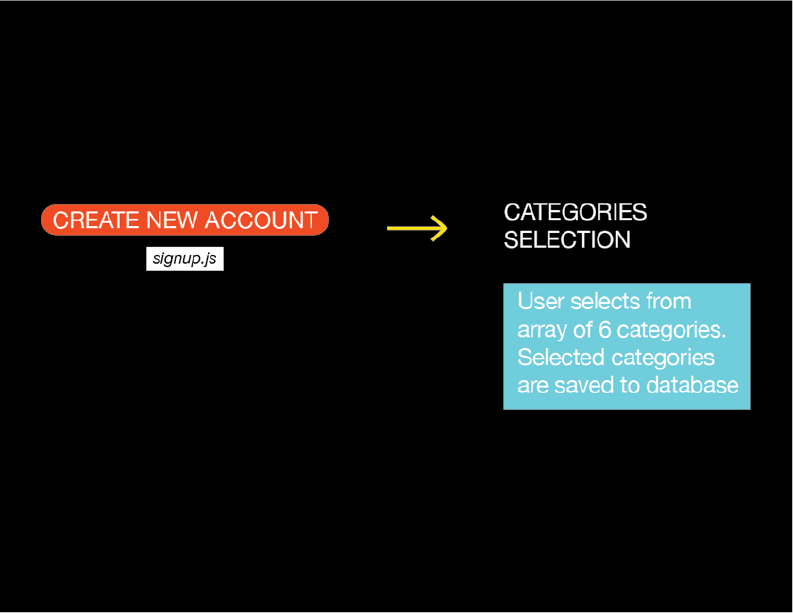 CREATE NEW ACCOUNT
signup.js
CATEGORIES
SELECTION
User selects from
array of 6 categories.
Selected categories
are saved to database